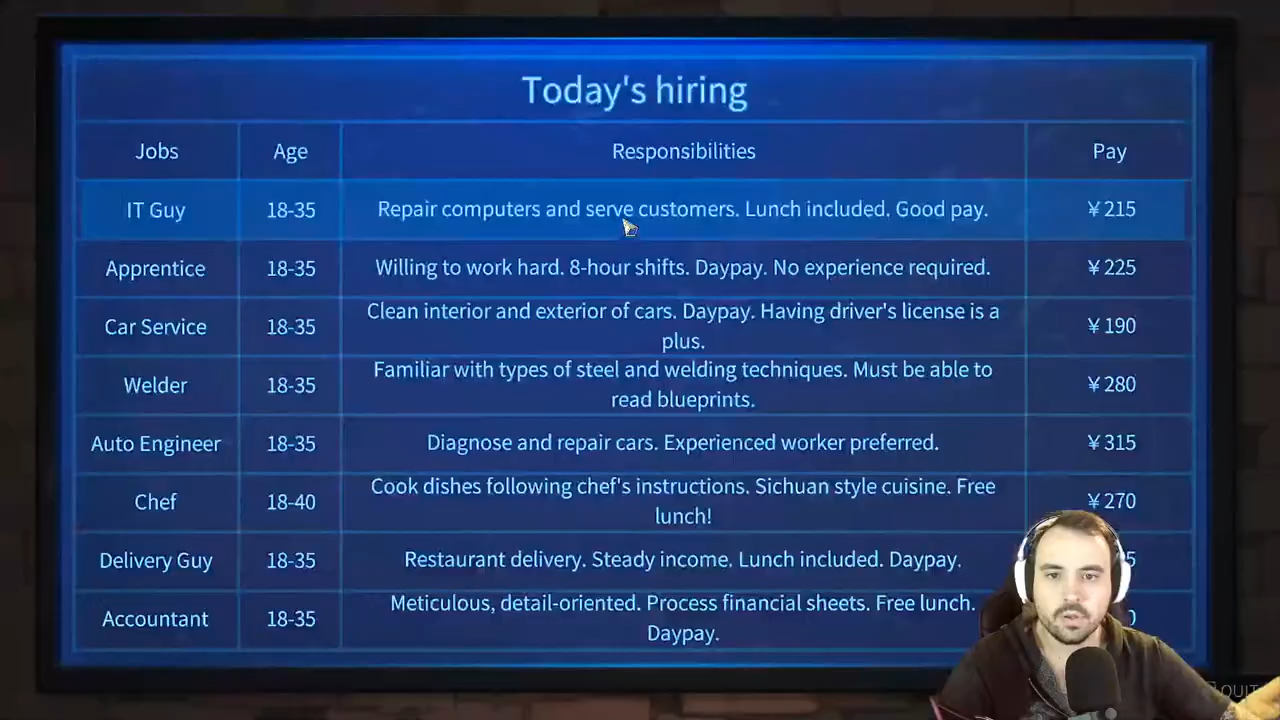 Today's hiring
Jobs Age Responsibilities Pay
IT Guy 18-35 Repair computers and serve customers. Lunch included. Good pay. ¥215
Apprentice 18-35 Willing to work hard. 8-hour shifts. Daypay. No experience required. ¥225
Car Service 18-35 Clean interior and exterior of cars. Daypay. Having driver's license is a
plus. ¥190
Welder 18-35 Familiar with types of steel and welding techniques. Must be able to
read blueprints. ¥280
Auto Engineer 18-35 Diagnose and repair cars. Experienced worker preferred. ¥315
Chef 18-40 Cook dishes following chef's instructions. Sichuan style cuisine. Free
lunch! ¥270
Delivery Guy 18-35 Restaurant delivery. Steady income. Lunch included. Daypay.
Accountant 18-35 Meticulous, detail-oriented. Process financial sheets. Free lunch.
Daypay.
QUIT